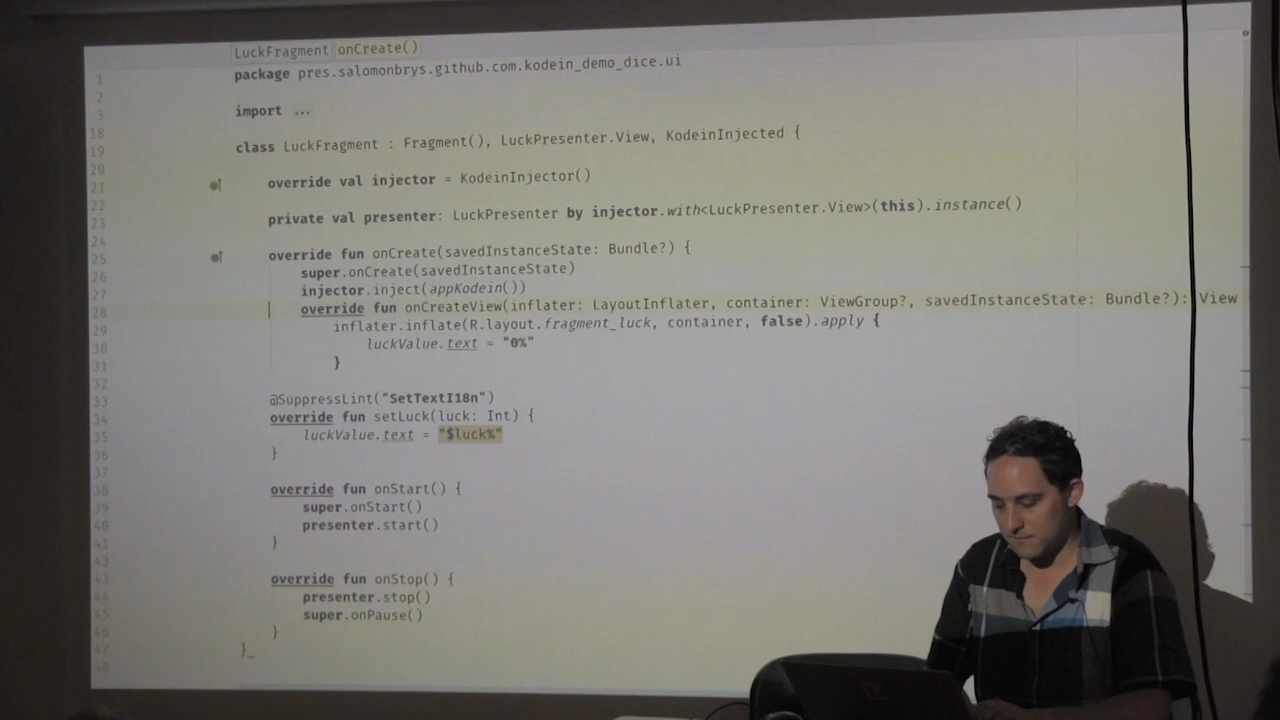 LuckFragment onCreate()
1 package pres.salomonbrys.github.com.kodein_demo_dice.ui
2
3 import ...
18
19 class LuckFragment : Fragment(), LuckPresenter.View, KodeinInjected {
20
21 override val injector = KodeinInjector()
22
23 private val presenter: LuckPresenter by injector.with<LuckPresenter.View>(this).instance()
24
25 override fun onCreate(savedInstanceState: Bundle?) {
26 super.onCreate(savedInstanceState)
27 injector.inject(appKodein())
28 override fun onCreateView(inflater: LayoutInflater, container: ViewGroup?, savedInstanceState: Bundle?): View
29 inflater.inflate(R.layout.fragment_luck, container, false).apply {
30 luckValue.text = "0%"
31 }
32
33 @SuppressLint("SetTextI18n")
34 override fun setLuck(luck: Int) {
35 luckValue.text = "$luck%"
36 }
37
38 override fun onStart() {
39 super.onStart()
40 presenter.start()
41 }
42
43 override fun onStop() {
44 presenter.stop()
45 super.onPause()
46 }
47 }_
48